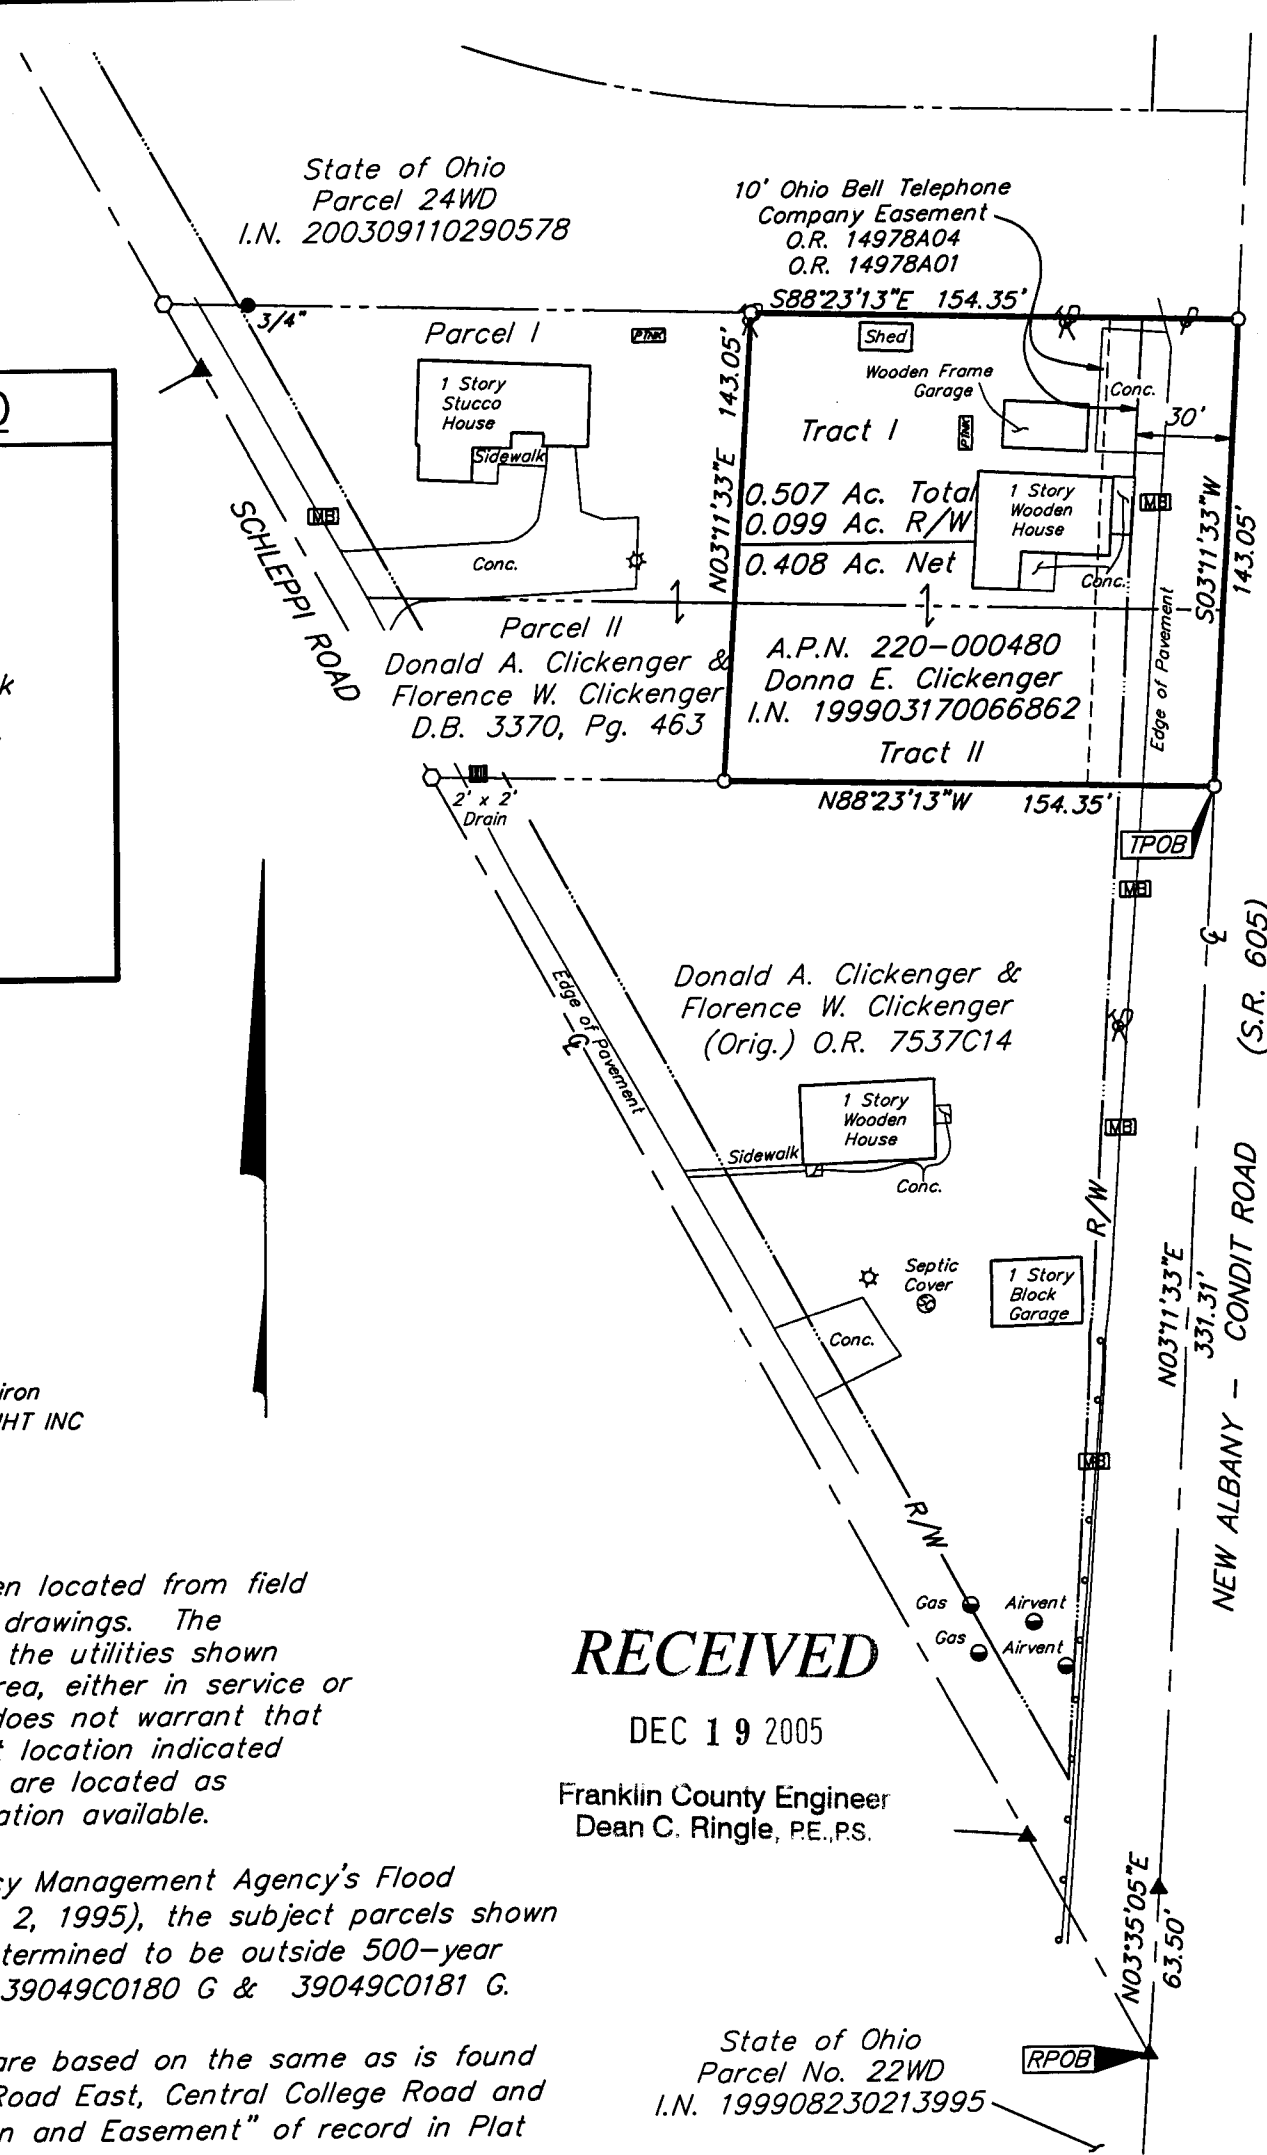 State of Ohio
Parcel 24WD
I.N. 200309110290578
10' Ohio Bell Telephone
Company Easement
O.R. 14978A04
O.R. 14978A01
S88°23'13"E 154.35'
3/4"
Parcel I
PTNK
Shed
Wooden Frame
Garage
Conc.
30'
1 Story
Stucco
House
Sidewalk
143.05'
N03°11'33"E
Tract I
PTNK
0.507 Ac. Total
0.099 Ac. R/W
0.408 Ac. Net
1 Story
Wooden
House
MB
S03°11'33"W
143.05'
MB
SCHLEPPI ROAD
Conc.
Conc.
Edge of Pavement
Parcel II
Donald A. Clickenger &
Florence W. Clickenger
D.B. 3370, Pg. 463
A.P.N. 220-000480
Donna E. Clickenger
I.N. 199903170066862
Tract II
2' x 2'
Drain
N88°23'13"W 154.35'
TPOB
MB
(S.R. 605)
Edge of Pavement
Donald A. Clickenger &
Florence W. Clickenger
(Orig.) O.R. 7537C14
1 Story
Wooden
House
MB
Sidewalk
Conc.
R/W
Septic
Cover
SC
1 Story
Block
Garage
Conc.
N03°11'33"E
331.31'
NEW ALBANY - CONDIT ROAD
MB
iron
HT INC
R/W
Gas
Airvent
Gas
Airvent
en located from field
drawings. The
the utilities shown
rea, either in service or
does not warrant that
t location indicated
are located as
ation available.
RECEIVED
DEC 19 2005
Franklin County Engineer
Dean C. Ringle, P.E.,P.S.
cy Management Agency's Flood
2, 1995), the subject parcels shown
termined to be outside 500-year
39049C0180 G & 39049C0181 G.
N03°35'05"E
63.50'
are based on the same as is found
Road East, Central College Road and
n and Easement" of record in Plat
State of Ohio
Parcel No. 22WD
I.N. 199908230213995
RPOB